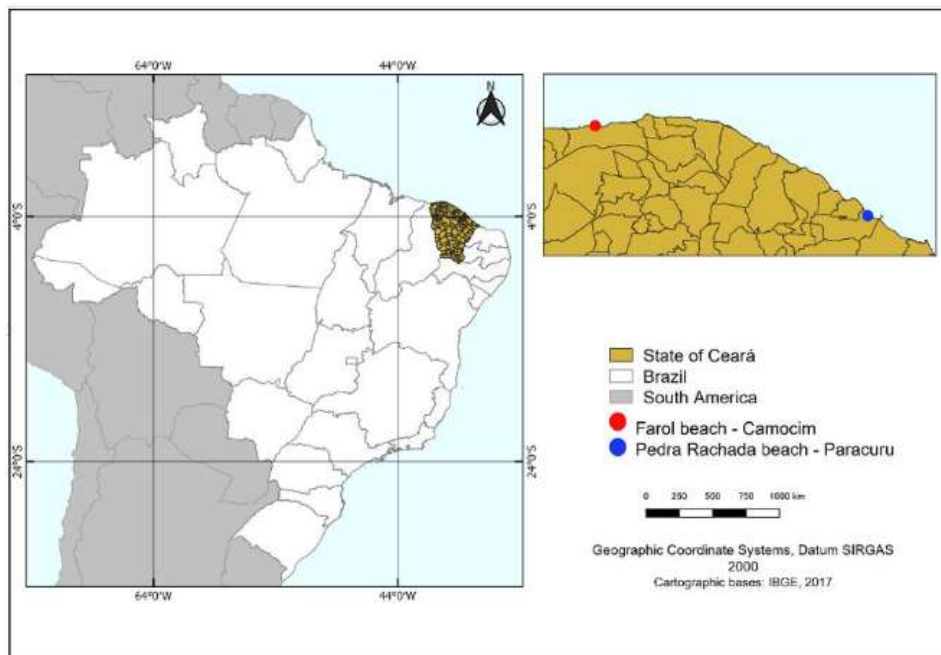 64°0'W
44°0'W
N
4°0'S
4°0'S
24°0'S
24°0'S
64°0'W
44°0'W
State of Ceará
Brazil
South America
Farol beach - Camocim
Pedra Rachada beach - Paracuru
0 250 500 750 1000 km
Geographic Coordinate Systems, Datum SIRGAS
2000
Cartographic bases: IBGE, 2017